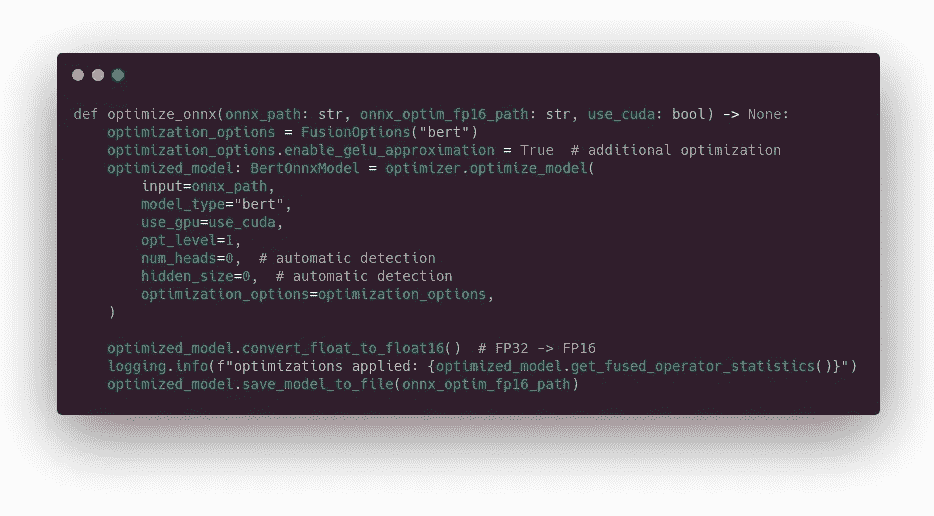 def optimize_onnx(onnx_path: str, onnx_optim_fp16_path: str, use_cuda: bool) -> None:
    optimization_options = FusionOptions("bert")
    optimization_options.enable_gelu_approximation = True  # additional optimization
    optimized_model: BertOnnxModel = optimizer.optimize_model(
        input=onnx_path,
        model_type="bert",
        use_gpu=use_cuda,
        opt_level=1,
        num_heads=0,  # automatic detection
        hidden_size=0,  # automatic detection
        optimization_options=optimization_options,
    )

    optimized_model.convert_float_to_float16()  # FP32 -> FP16
    logging.info(f"optimizations applied: {optimized_model.get_fused_operator_statistics()}")
    optimized_model.save_model_to_file(onnx_optim_fp16_path)